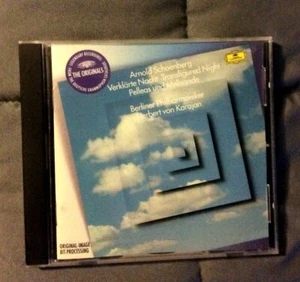 THE ORIGINALS
Arnold Schoenberg
Verklärte Nacht · Transfigured Night
Pelleas und Melisande
Berliner Philharmoniker
Herbert von Karajan
ORIGINAL-IMAGE
BIT-PROCESSING